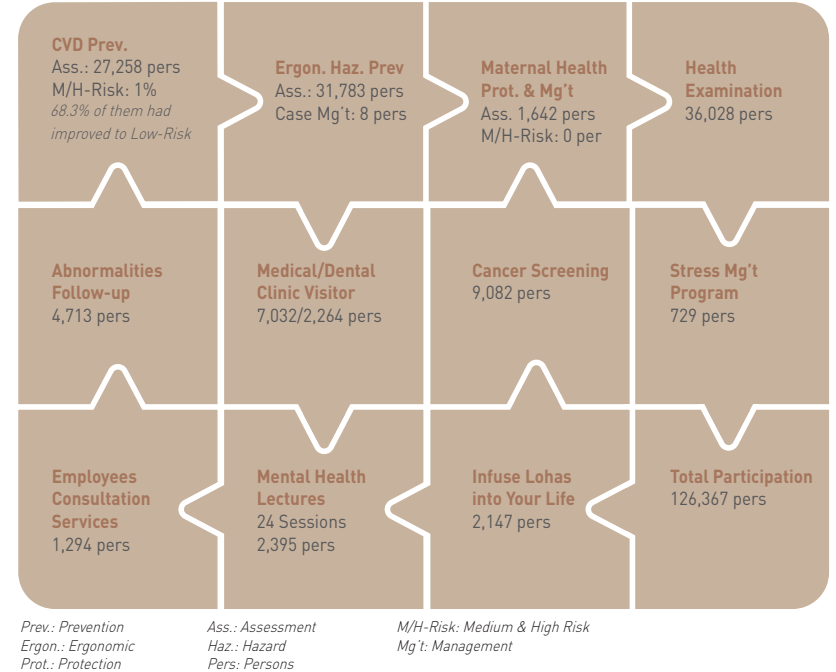 CVD Prev.
Ass.: 27,258 pers
M/H-Risk: 1%
68.3% of them had
improved to Low-Risk
Ergon. Haz. Prev
Ass.: 31,783 pers
Case Mg't: 8 pers
Maternal Health
Prot. & Mg't
Ass. 1,642 pers
M/H-Risk: 0 per
Health
Examination
36,028 pers
Abnormalities
Follow-up
4,713 pers
Medical/Dental
Clinic Visitor
7,032/2,264 pers
Cancer Screening
9,082 pers
Stress Mg't
Program
729 pers
Employees
Consultation
Services
1,294 pers
Mental Health
Lectures
24 Sessions
2,395 pers
Infuse Lohas
into Your Life
2,147 pers
Total Participation
126,367 pers
Prev.: Prevention
Ergon.: Ergonomic
Prot.: Protection
Ass.: Assessment
Haz.: Hazard
Pers: Persons
M/H-Risk: Medium & High Risk
Mg't: Management